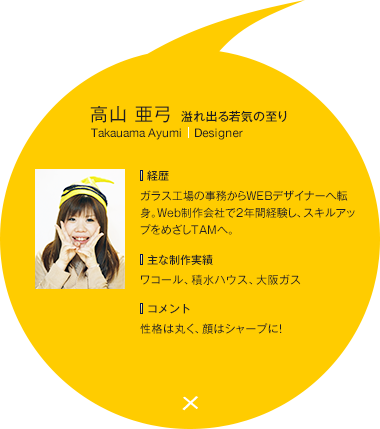 高山 亜弓 溢れ出る若気の至り
Takauama Ayumi | Designer
経歴
ガラス工場の事務からWEBデザイナーへ転
身。Web制作会社で2年間経験し、スキルアッ
プをめざしTAMへ。
主な制作実績
ワコール、積水ハウス、大阪ガス
コメント
性格は丸く、顔はシャープに!